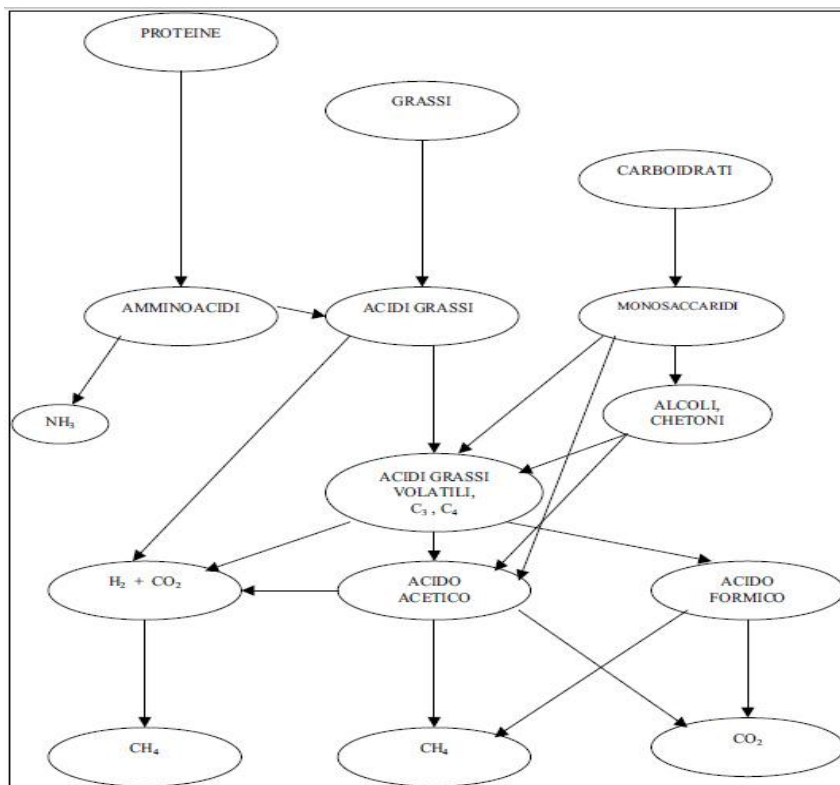 PROTEINE
GRASSI
CARBOIDRATI
AMMINOACIDI
ACIDI GRASSI
MONOSACCARIDI
NH₃
ALCOLI,
CHETONI
ACIDI GRASSI
VOLATILI,
C₃ , C₄
H₂ + CO₂
ACIDO
ACETICO
ACIDO
FORMICO
CH₄
CH₄
CO₂